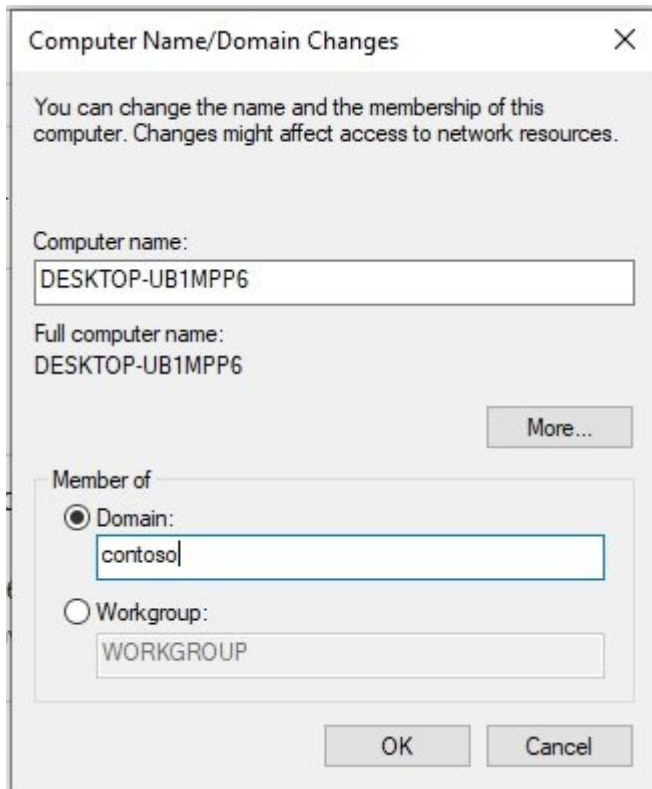 Computer Name/Domain Changes
You can change the name and the membership of this
computer. Changes might affect access to network resources.
Computer name:
DESKTOP-UB1MPP6
Full computer name:
DESKTOP-UB1MPP6
More...
Member of
Domain:
contoso
Workgroup:
WORKGROUP
OK
Cancel